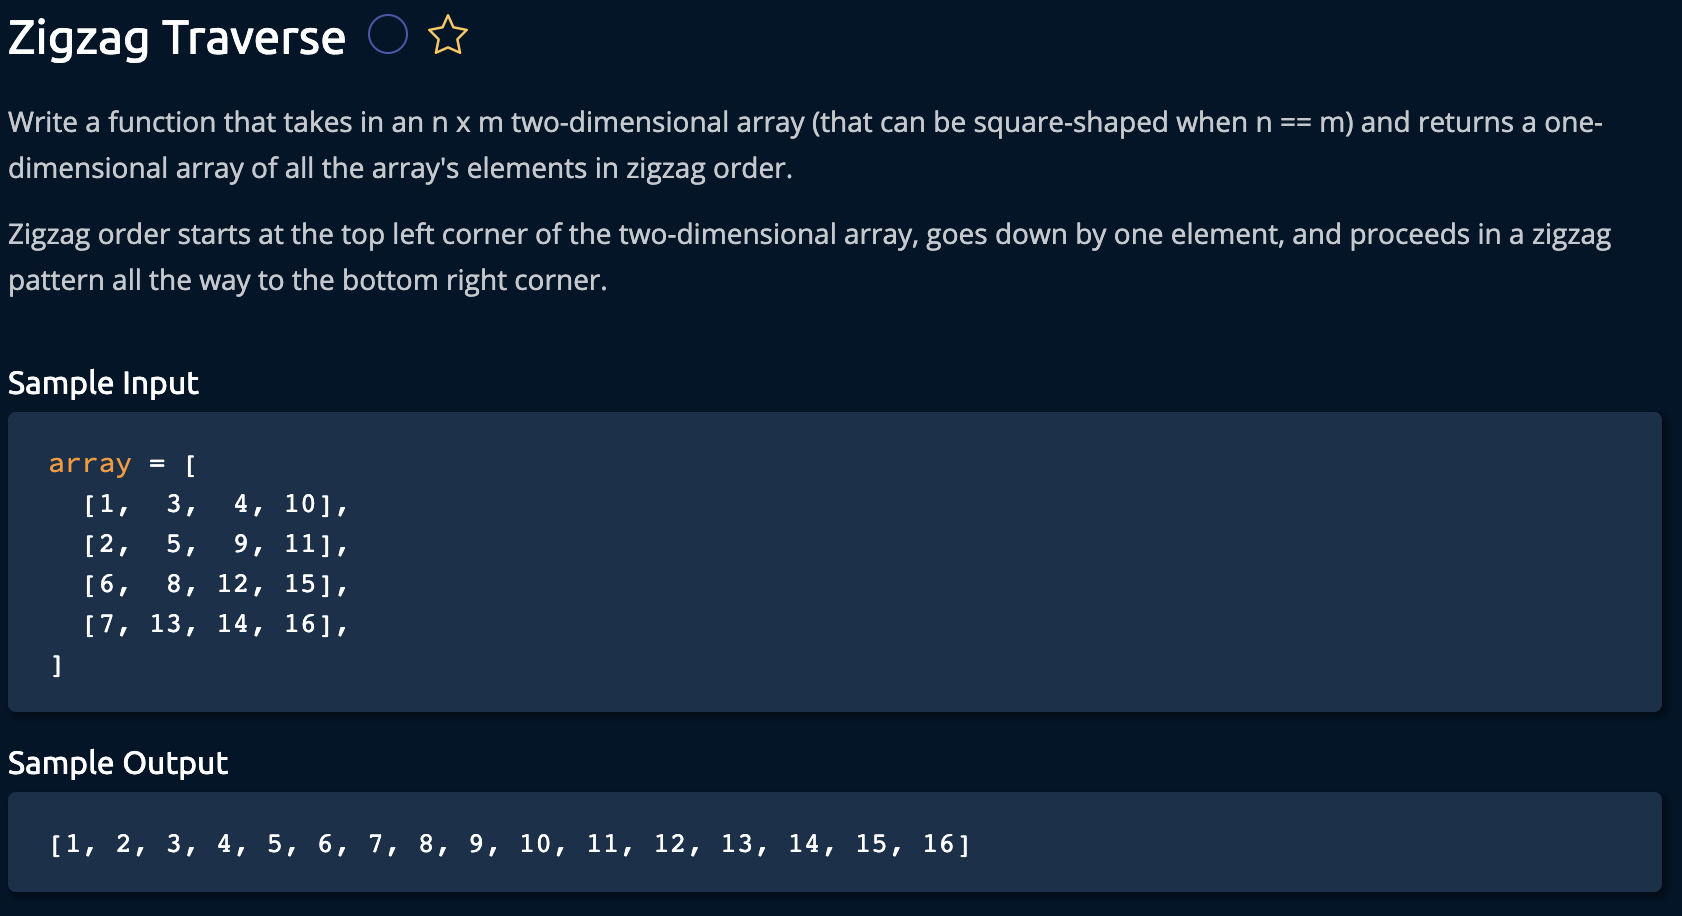 Zigzag Traverse
Write a function that takes in an n x m two-dimensional array (that can be square-shaped when n == m) and returns a one-
dimensional array of all the array's elements in zigzag order.
Zigzag order starts at the top left corner of the two-dimensional array, goes down by one element, and proceeds in a zigzag
pattern all the way to the bottom right corner.
Sample Input
array = [
  [1,  3,  4, 10],
  [2,  5,  9, 11],
  [6,  8, 12, 15],
  [7, 13, 14, 16],
]
Sample Output
[1, 2, 3, 4, 5, 6, 7, 8, 9, 10, 11, 12, 13, 14, 15, 16]